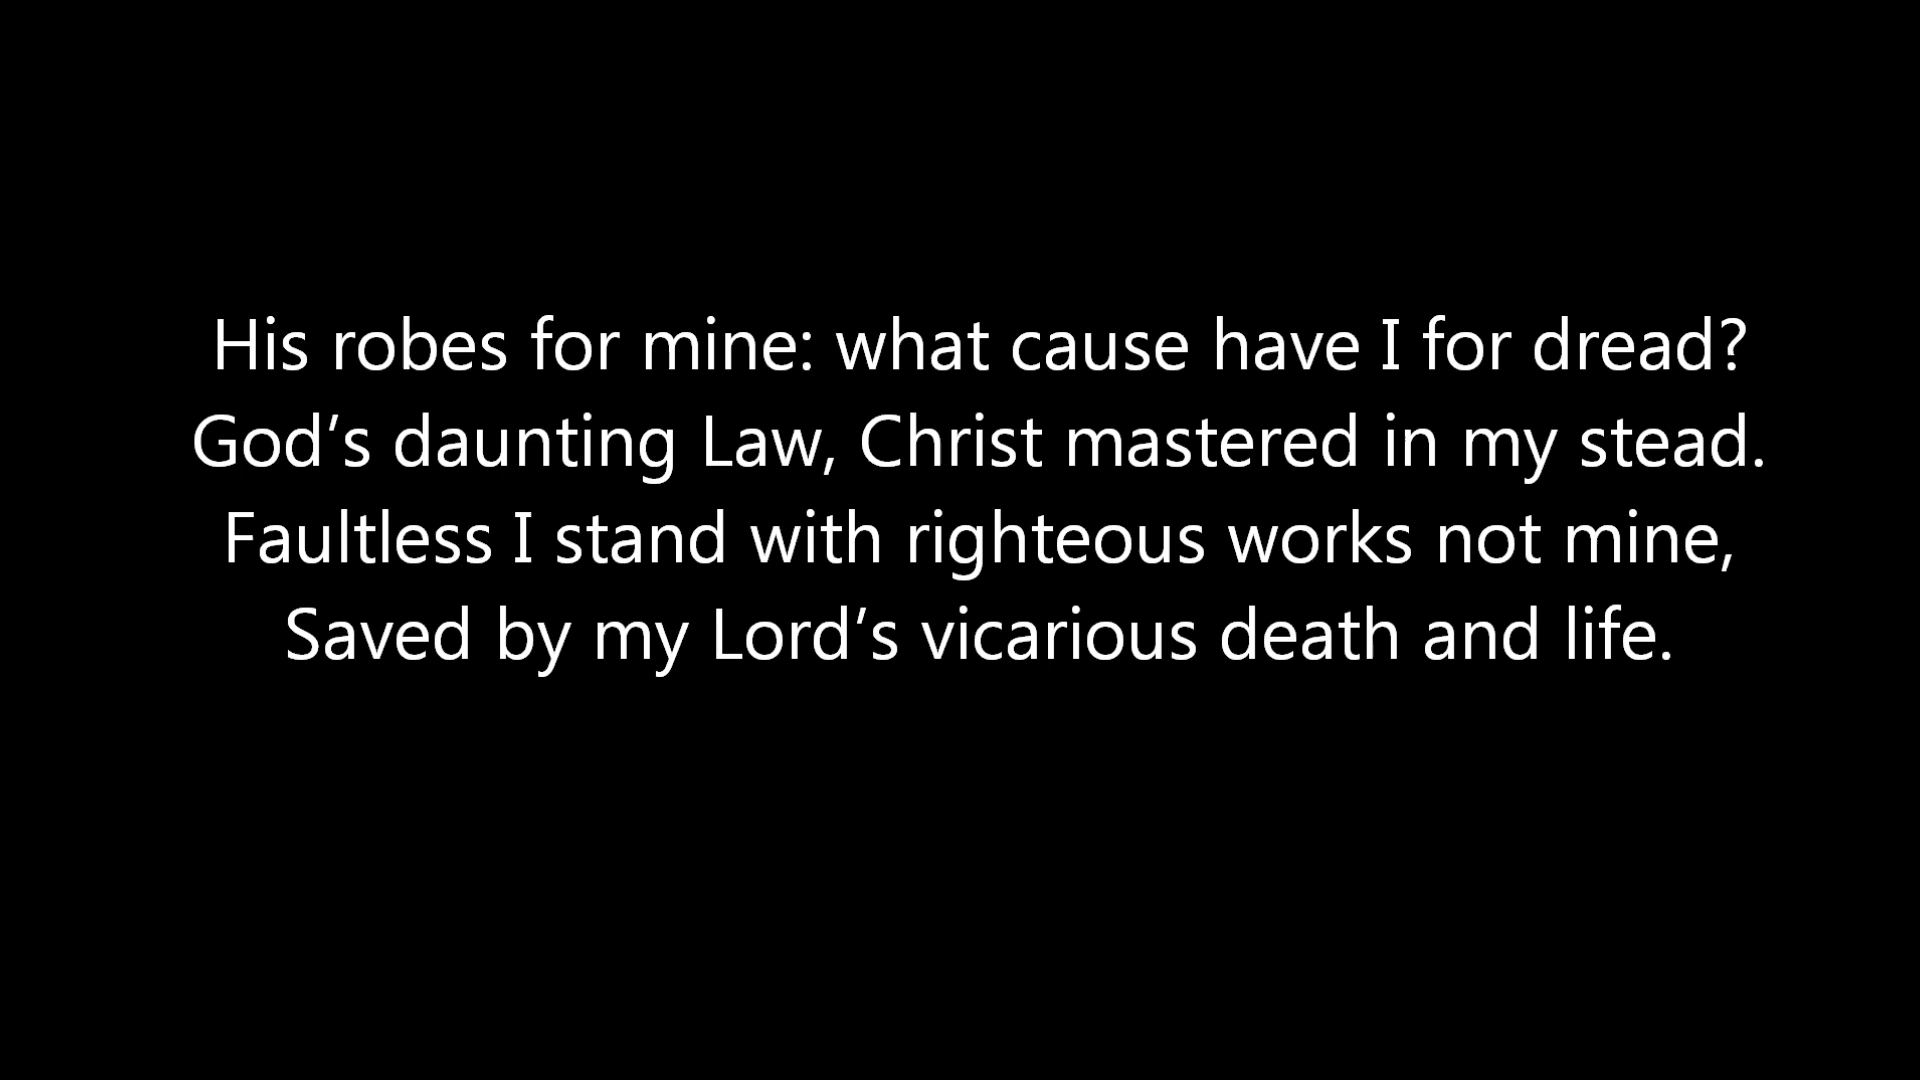 His robes for mine: what cause have I for dread?
God’s daunting Law, Christ mastered in my stead.
Faultless I stand with righteous works not mine,
Saved by my Lord’s vicarious death and life.